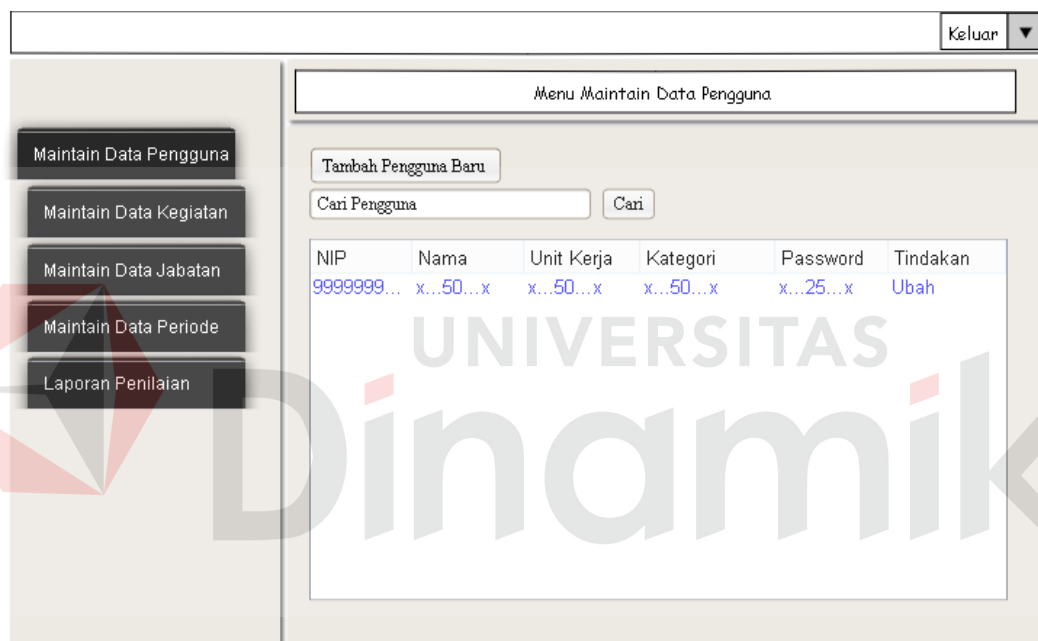 Keluar ▼
Menu Maintain Data Pengguna
Maintain Data Pengguna
Maintain Data Kegiatan
Maintain Data Jabatan
Maintain Data Periode
Laporan Penilaian
Tambah Pengguna Baru
Cari Pengguna Cari
NIP Nama Unit Kerja Kategori Password Tindakan
9999999... x...50...x x...50...x x...50...x x...25...x Ubah
UNIVERSITAS
Dinamik